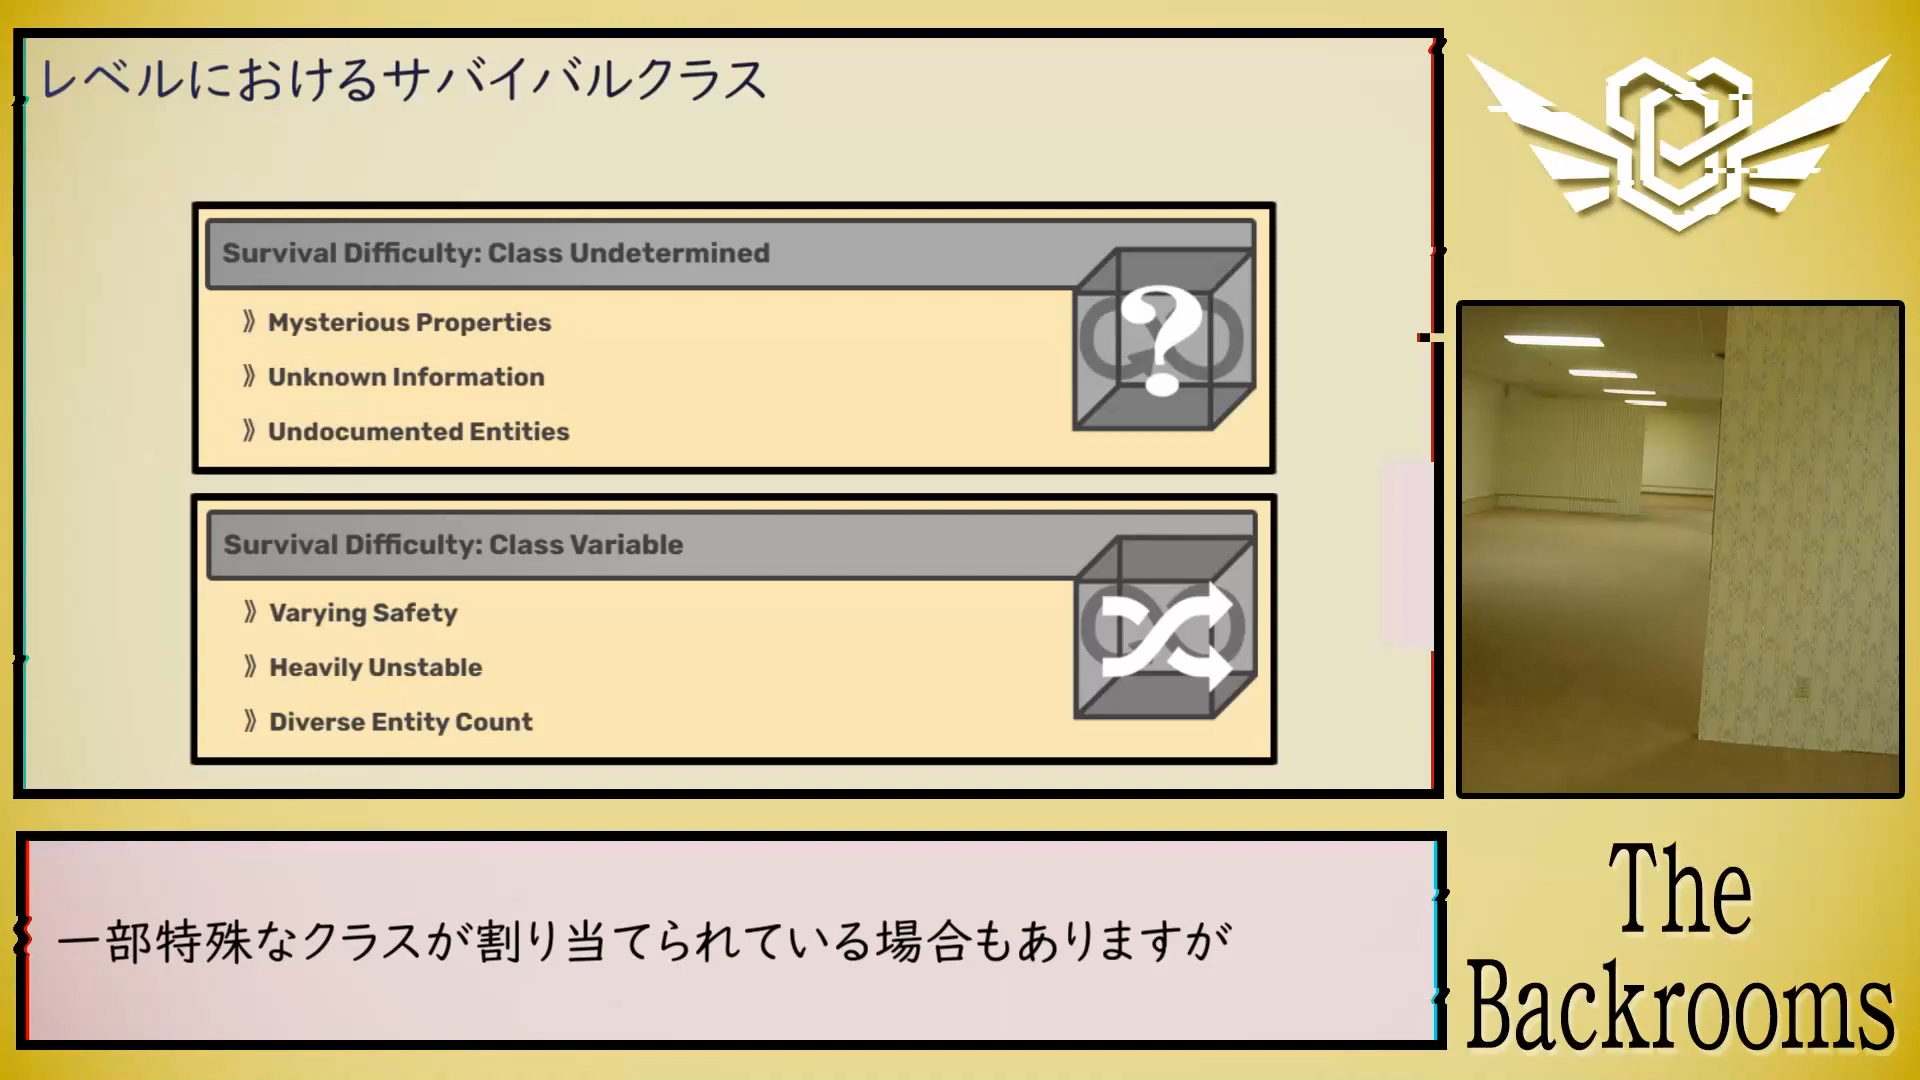 レベルにおけるサバイバルクラス
Survival Difficulty: Class Undetermined
》 Mysterious Properties
》 Unknown Information
》 Undocumented Entities
?
Survival Difficulty: Class Variable
》 Varying Safety
》 Heavily Unstable
》 Diverse Entity Count
一部特殊なクラスが割り当てられている場合もありますが
The
Backrooms